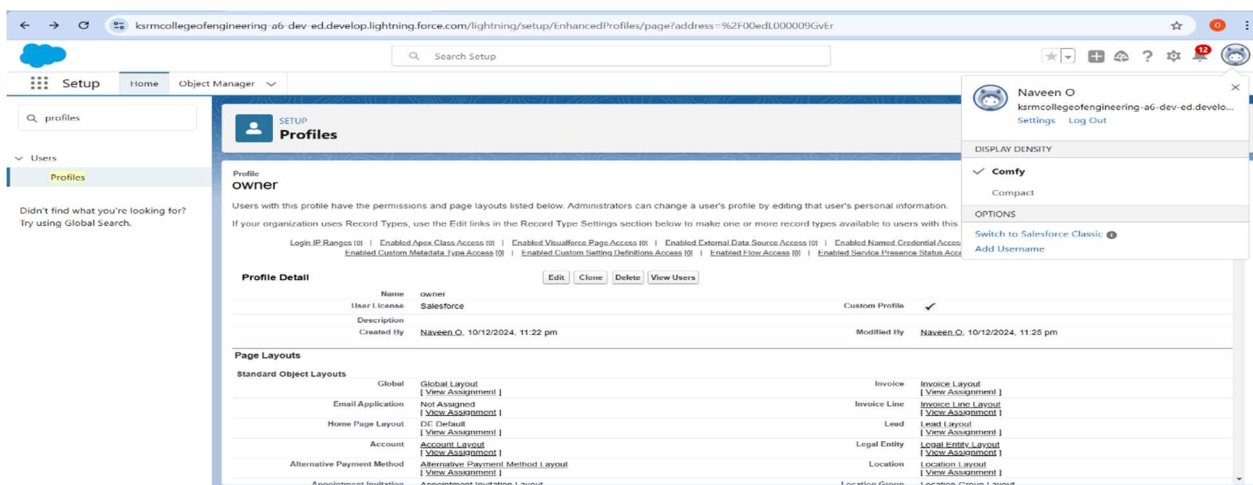 ksrmcollegeofengineering-a6-dev-ed.develop.lightning.force.com/lightning/setup/EnhancedProfiles/page?address=%2F00edL000009GvEr
O
Search Setup
12
Setup Home Object Manager
profiles
Users
Profiles
Didn't find what you're looking for?
Try using Global Search.
SETUP
Profiles
Naveen O
ksrmcollegeofengineering-a6-dev-ed.develo...
Settings Log Out
DISPLAY DENSITY
Comfy
Compact
OPTIONS
Switch to Salesforce Classic
Add Username
Profile
owner
Users with this profile have the permissions and page layouts listed below. Administrators can change a user's profile by editing that user's personal information.
If your organization uses Record Types, use the Edit links in the Record Type Settings section below to make one or more record types available to users with this
Login IP Ranges [0] | Enabled Apex Class Access [0] | Enabled Visualforce Page Access [0] | Enabled External Data Source Access [0] | Enabled Named Credential Acces
Enabled Custom Metadata Type Access [0] | Enabled Custom Setting Definitions Access [0] | Enabled Flow Access [0] | Enabled Service Presence Status Acce
Profile Detail Edit Clone Delete View Users
Name owner
User License Salesforce Custom Profile
Description
Created By Naveen O, 10/12/2024, 11:22 pm Modified By Naveen O, 10/12/2024, 11:25 pm
Page Layouts
Standard Object Layouts
Global Global Layout Invoice Invoice Layout
[ View Assignment ] [ View Assignment ]
Email Application Not Assigned Invoice Line Invoice Line Layout
[ View Assignment ] [ View Assignment ]
Home Page Layout DE Default Lead Lead Layout
[ View Assignment ] [ View Assignment ]
Account Account Layout Legal Entity Legal Entity Layout
[ View Assignment ] [ View Assignment ]
Alternative Payment Method Alternative Payment Method Layout Location Location Layout
[ View Assignment ] [ View Assignment ]
Appointment Invitation Appointment Invitation Layout Location Group Location Group Layout